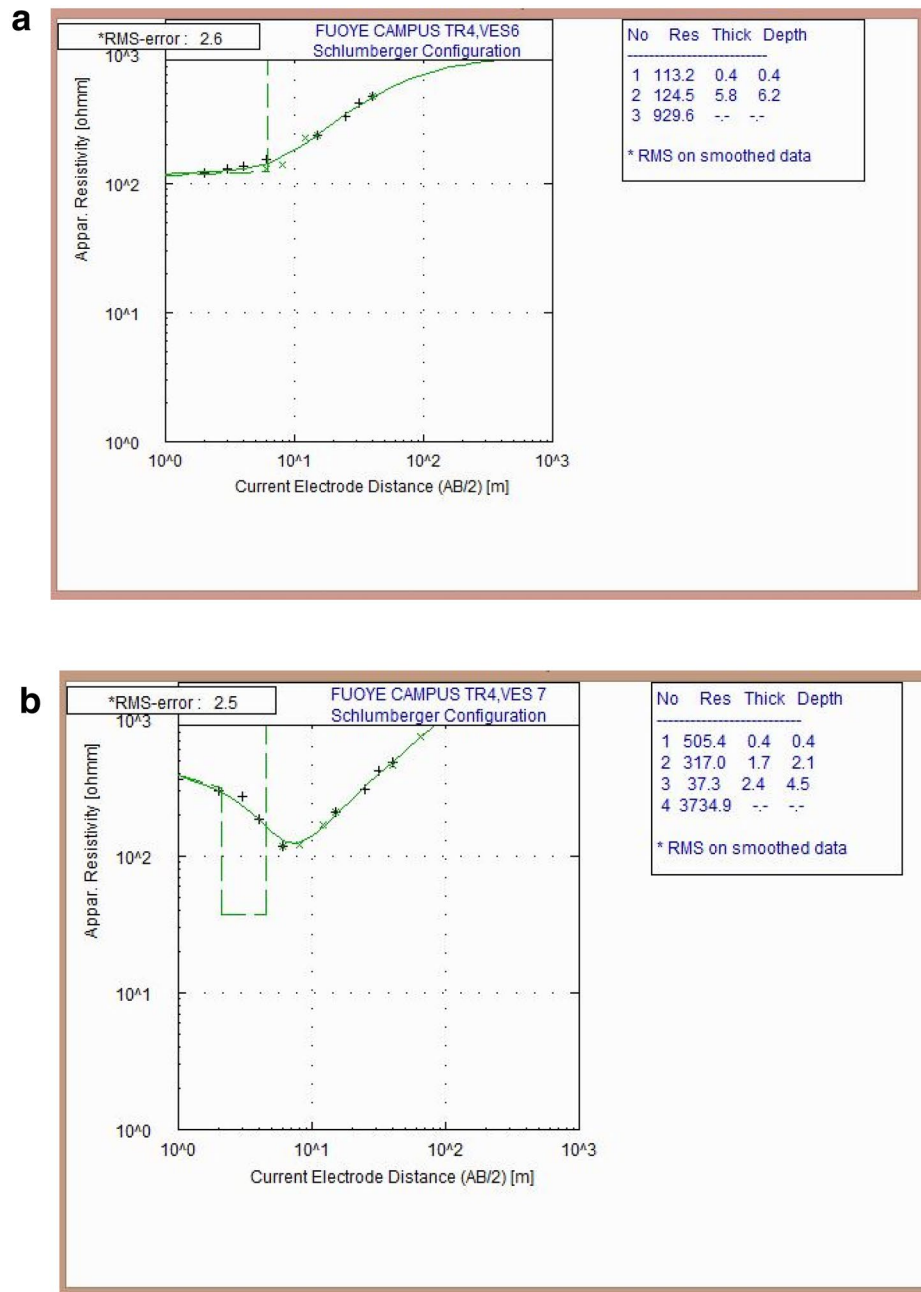 a
*RMS-error : 2.6
FUOYE CAMPUS TR4,VES6
Schlumberger Configuration
No Res Thick Depth
1 113.2 0.4 0.4
2 124.5 5.8 6.2
3 929.6 -.- -.-
* RMS on smoothed data
10^3
10^2
10^1
10^0
Appar. Resistivity [ohmm]
10^0 10^1 10^2 10^3
Current Electrode Distance (AB/2) [m]
b
*RMS-error : 2.5
FUOYE CAMPUS TR4,VES 7
Schlumberger Configuration
No Res Thick Depth
1 505.4 0.4 0.4
2 317.0 1.7 2.1
3 37.3 2.4 4.5
4 3734.9 -.- -.-
* RMS on smoothed data
10^3
10^2
10^1
10^0
Appar. Resistivity [ohmm]
10^0 10^1 10^2 10^3
Current Electrode Distance (AB/2) [m]